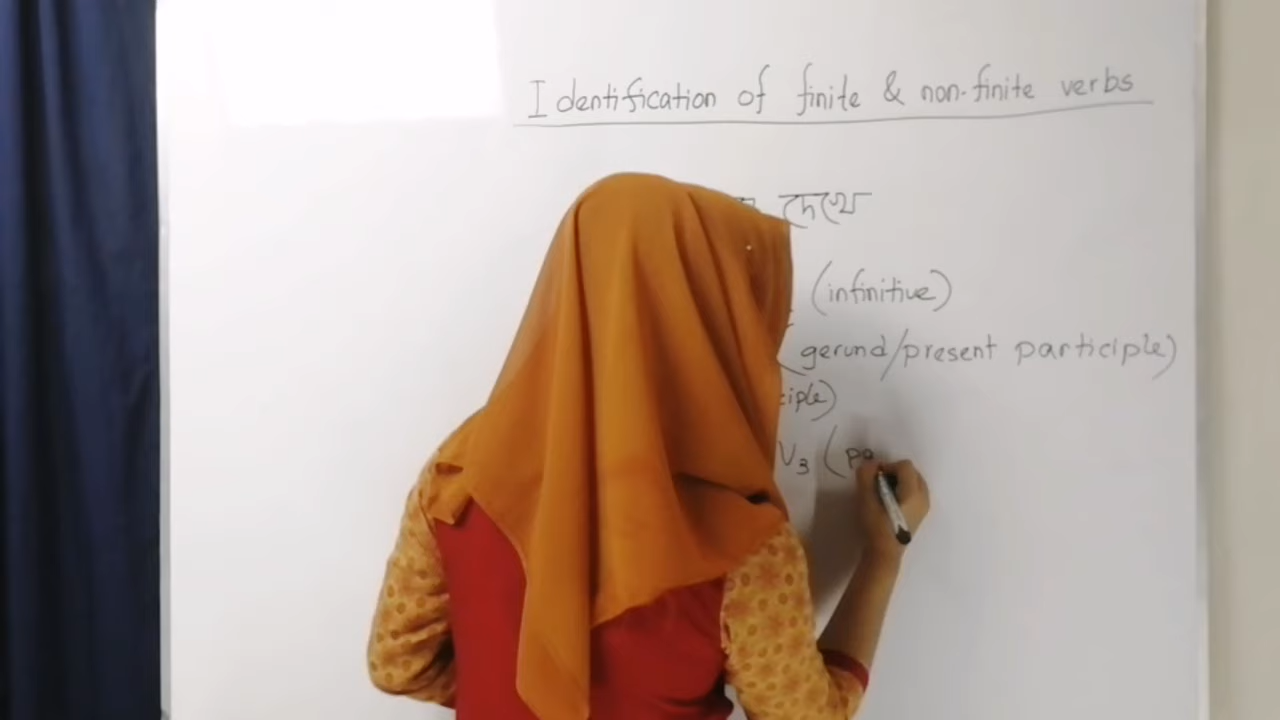 Identification of finite & non-finite verbs
দেখে
(infinitive)
(gerund/present participle)
ciple)
V3 (pa